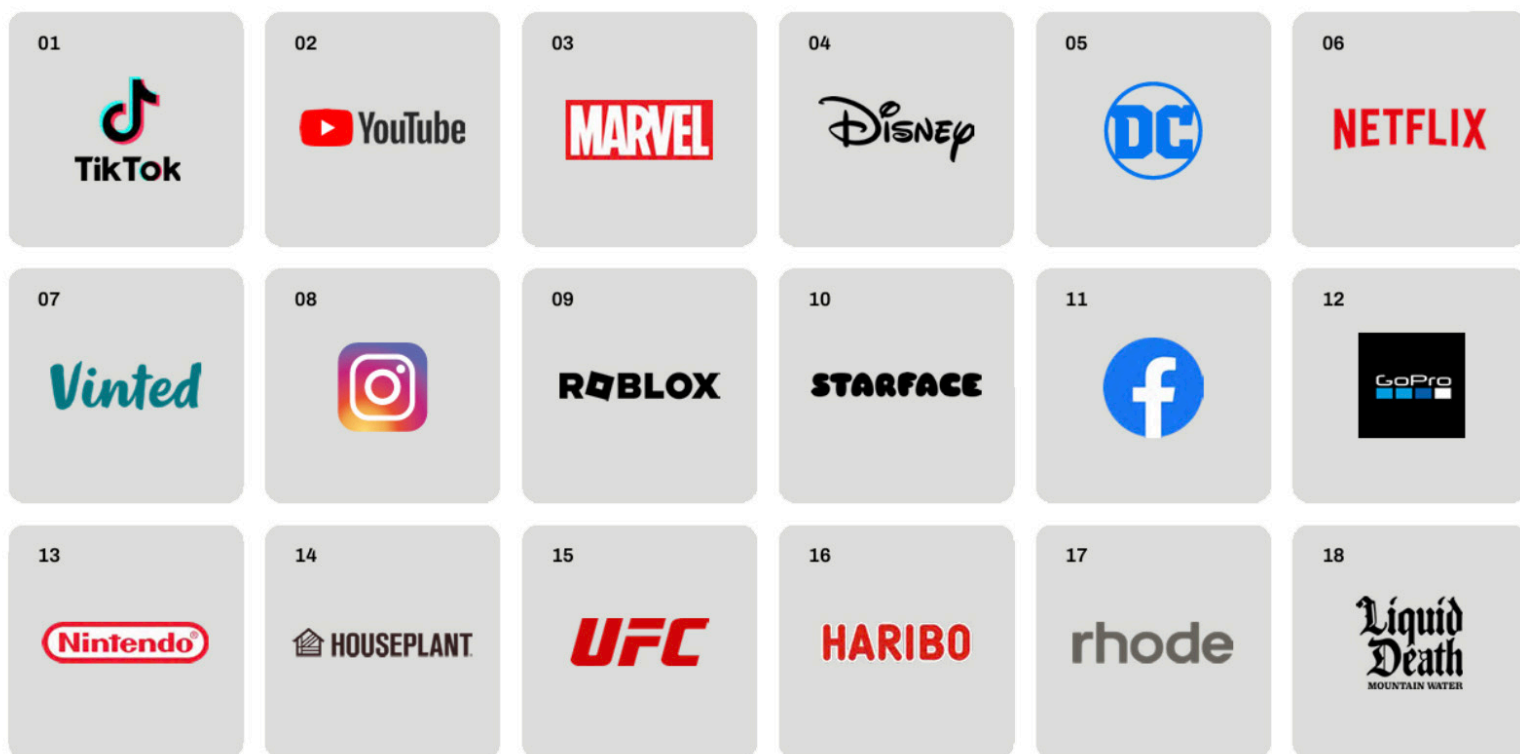 01
TikTok
02
YouTube
03
MARVEL
04
Disney
05
DC
06
NETFLIX
07
Vinted
08
09
ROBLOX
10
STARFACE
11
f
12
GoPro
13
Nintendo®
14
HOUSEPLANT
15
UFC
16
HARIBO
17
rhode
18
Liquid
Death
MOUNTAIN WATER